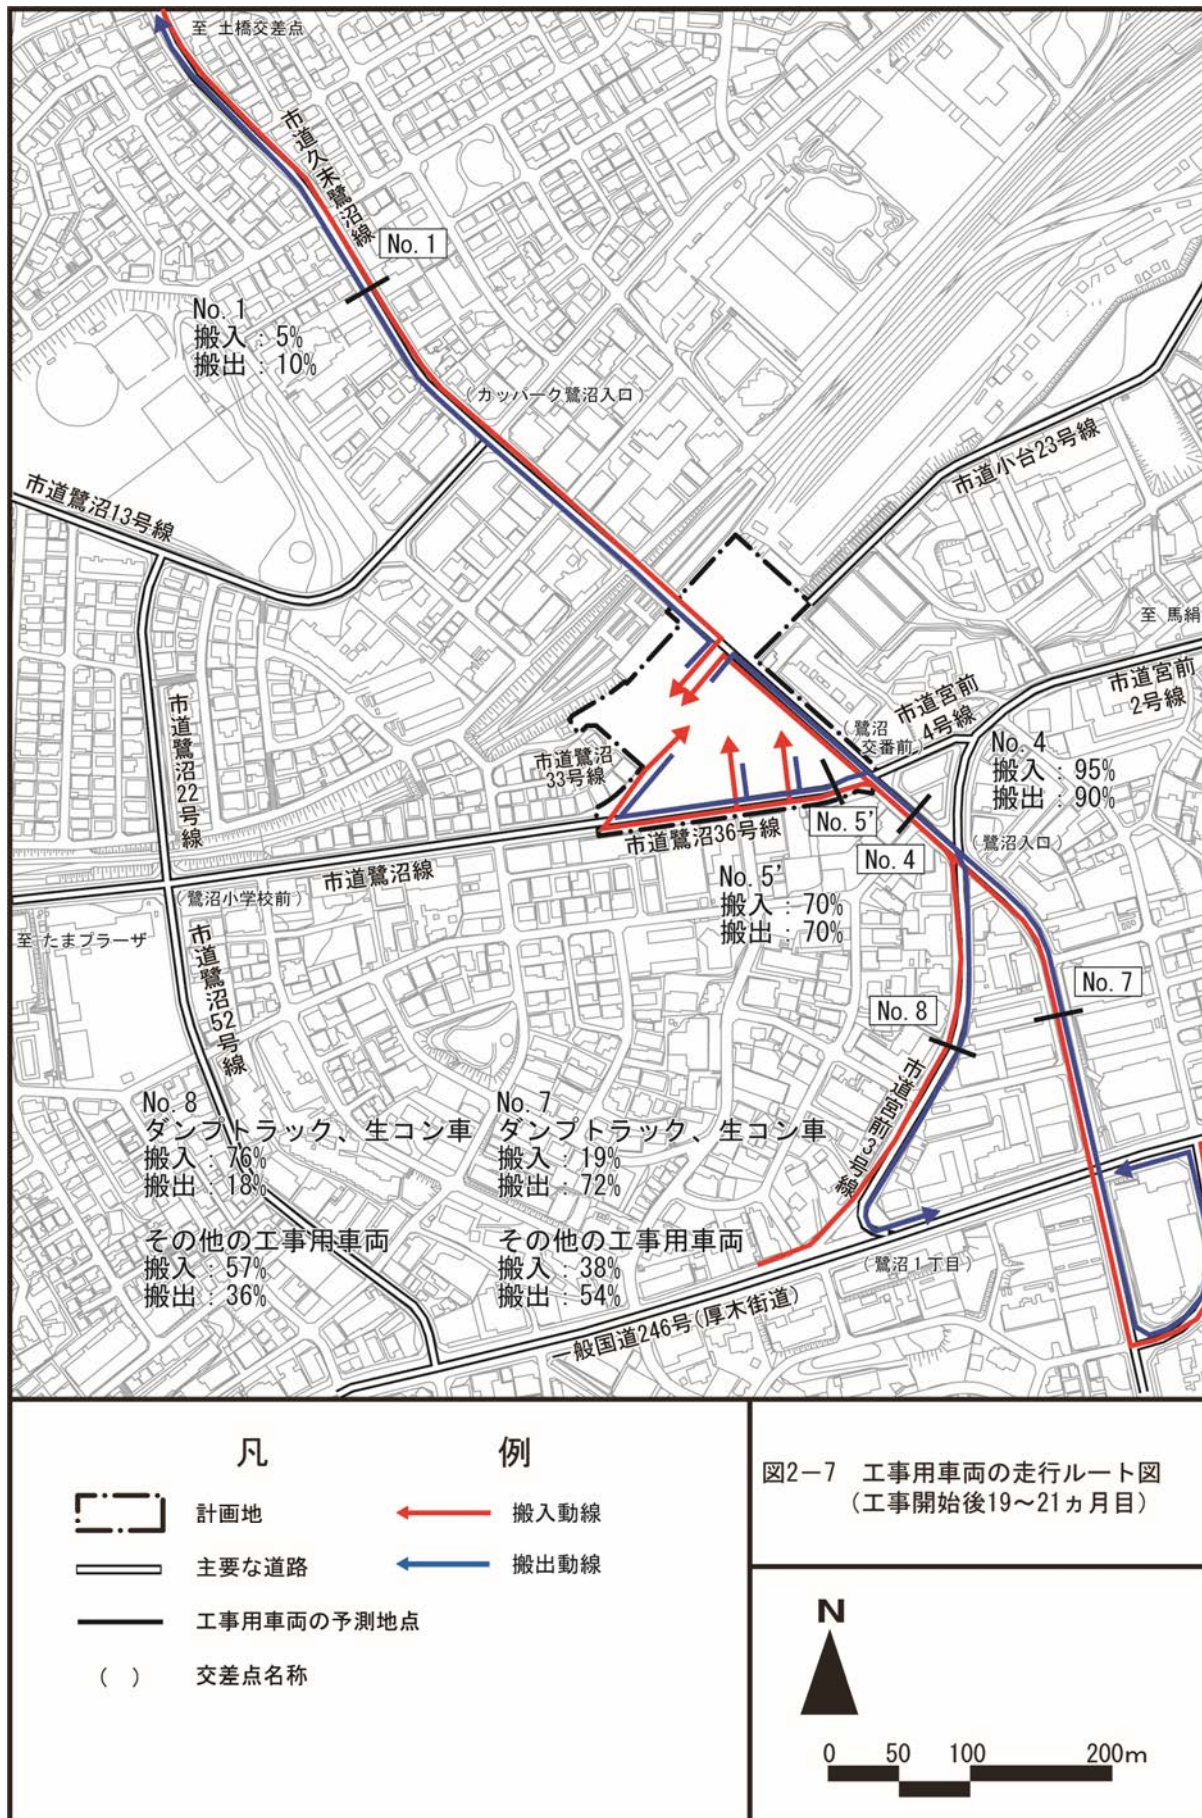 至 土橋交差点
市道久末鷺沼線
No. 1
No. 1
搬入：5%
搬出：10%
（カッパーク鷺沼入口）
市道鷺沼13号線
市道小台23号線
至 馬絹
市道鷺沼22号線
市道鷺沼
33号線
市道宮前
4号線
市道宮前
2号線
（鷺沼
交番前）
No. 4
搬入：95%
搬出：90%
No. 5'
市道鷺沼36号線
No. 4
（鷺沼入口）
市道鷺沼線
（鷺沼小学校前）
No. 5'
搬入：70%
搬出：70%
至 たまプラーザ
市道鷺沼52号線
No. 7
No. 8
市道宮前3号線
No. 8
ダンプトラック、生コン車
搬入：76%
搬出：18%
その他の工事用車両
搬入：57%
搬出：36%
No. 7
ダンプトラック、生コン車
搬入：19%
搬出：72%
その他の工事用車両
搬入：38%
搬出：54%
（鷺沼1丁目）
一般国道246号(厚木街道)
凡 例
計画地
主要な道路
工事用車両の予測地点
（ ） 交差点名称
搬入動線
搬出動線
図2－7 工事用車両の走行ルート図
（工事開始後19～21ヵ月目）
N
0 50 100 200m